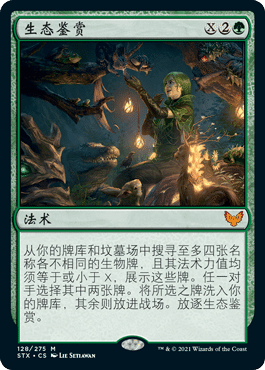 生态鉴赏 X2
法术
从你的牌库和坟墓场中搜寻至多四张名
称各不相同的生物牌，且其法术力值均
须等于或小于 X，展示这些牌。任一对
手选择其中两张牌。将所选之牌洗入你
的牌库，其余则放进战场。放逐生态鉴
赏。
128/275 M
STX • CS LIE SETIAWAN
™ & © 2021 Wizards of the Coast